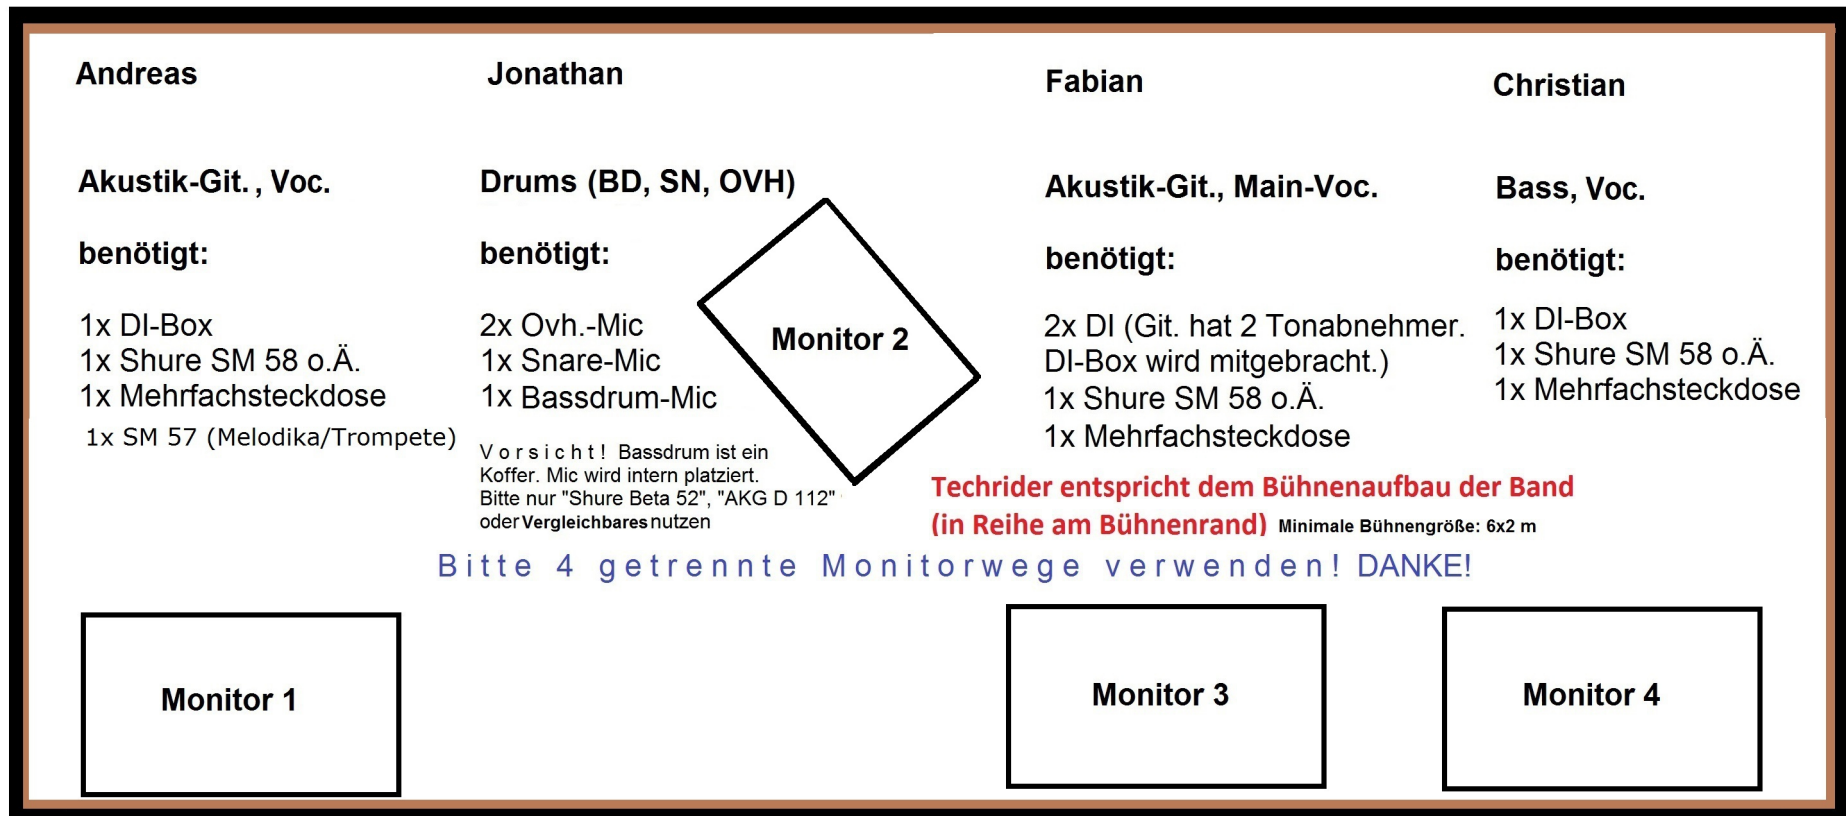 Andreas
Akustik-Git., Voc.
benötigt:
1x DI-Box
1x Shure SM 58 o.Ä.
1x Mehrfachsteckdose
1x SM 57 (Melodika/Trompete)
Jonathan
Drums (BD, SN, OVH)
benötigt:
2x Ovh.-Mic
1x Snare-Mic
1x Bassdrum-Mic
Vorsicht! Bassdrum ist ein
Koffer. Mic wird intern platziert.
Bitte nur "Shure Beta 52", "AKG D 112"
oder Vergleichbares nutzen
Monitor 2
Fabian
Akustik-Git., Main-Voc.
benötigt:
2x DI (Git. hat 2 Tonabnehmer.
DI-Box wird mitgebracht.)
1x Shure SM 58 o.Ä.
1x Mehrfachsteckdose
Christian
Bass, Voc.
benötigt:
1x DI-Box
1x Shure SM 58 o.Ä.
1x Mehrfachsteckdose
Techrider entspricht dem Bühnenaufbau der Band
(in Reihe am Bühnenrand) Minimale Bühnengröße: 6x2 m
Bitte 4 getrennte Monitorwege verwenden! DANKE!
Monitor 1
Monitor 3
Monitor 4